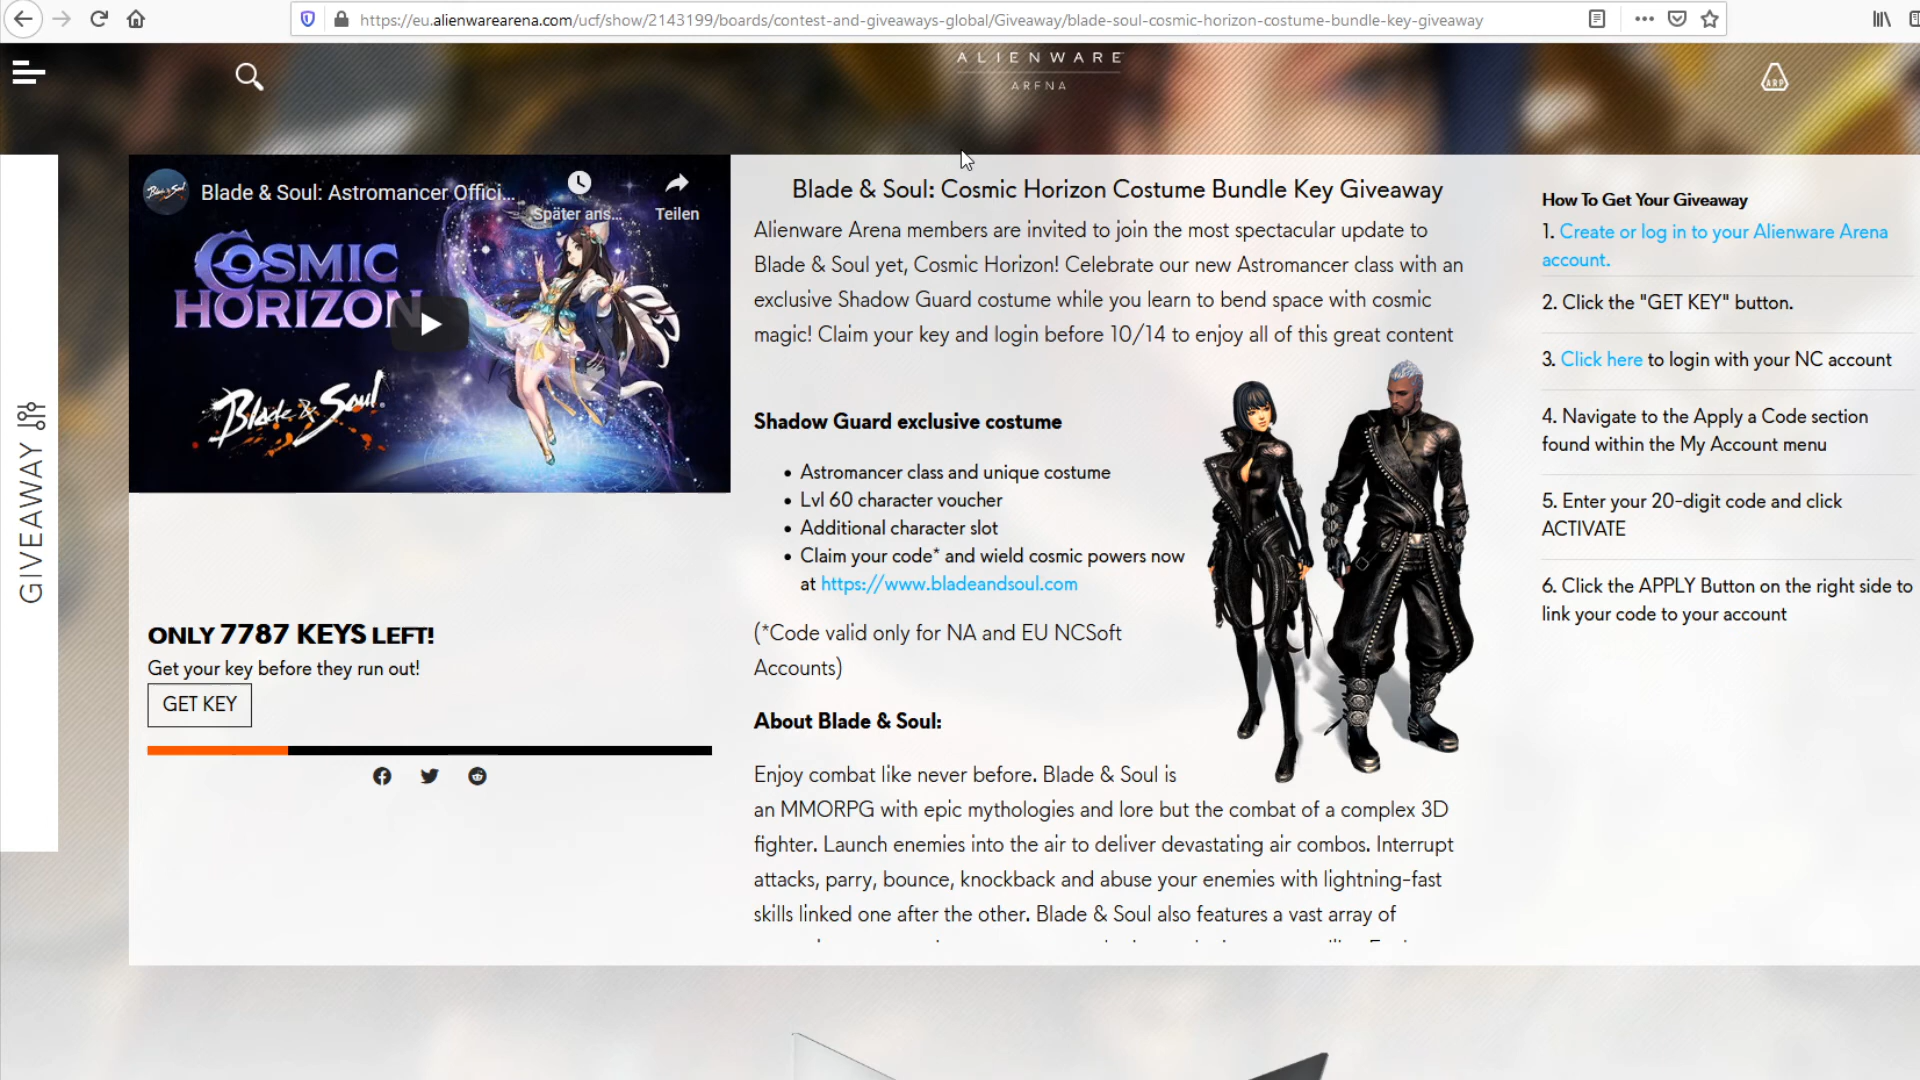 https://eu.alienwarearena.com/ucf/show/2143199/boards/contest-and-giveaways-global/Giveaway/blade-soul-cosmic-horizon-costume-bundle-key-giveaway
ALIENWARE
ARENA
ARP
GIVEAWAY
Blade & Soul
Blade & Soul: Astromancer Offici...
Später ans...
Teilen
COSMIC
HORIZON
Blade & Soul
ONLY 7787 KEYS LEFT!
Get your key before they run out!
GET KEY
Blade & Soul: Cosmic Horizon Costume Bundle Key Giveaway
Alienware Arena members are invited to join the most spectacular update to
Blade & Soul yet, Cosmic Horizon! Celebrate our new Astromancer class with an
exclusive Shadow Guard costume while you learn to bend space with cosmic
magic! Claim your key and login before 10/14 to enjoy all of this great content
Shadow Guard exclusive costume
• Astromancer class and unique costume
• Lvl 60 character voucher
• Additional character slot
• Claim your code* and wield cosmic powers now
at https://www.bladeandsoul.com
(*Code valid only for NA and EU NCSoft
Accounts)
About Blade & Soul:
Enjoy combat like never before. Blade & Soul is
an MMORPG with epic mythologies and lore but the combat of a complex 3D
fighter. Launch enemies into the air to deliver devastating air combos. Interrupt
attacks, parry, bounce, knockback and abuse your enemies with lightning-fast
skills linked one after the other. Blade & Soul also features a vast array of
How To Get Your Giveaway
1. Create or log in to your Alienware Arena
account.
2. Click the "GET KEY" button.
3. Click here to login with your NC account
4. Navigate to the Apply a Code section
found within the My Account menu
5. Enter your 20-digit code and click
ACTIVATE
6. Click the APPLY Button on the right side to
link your code to your account